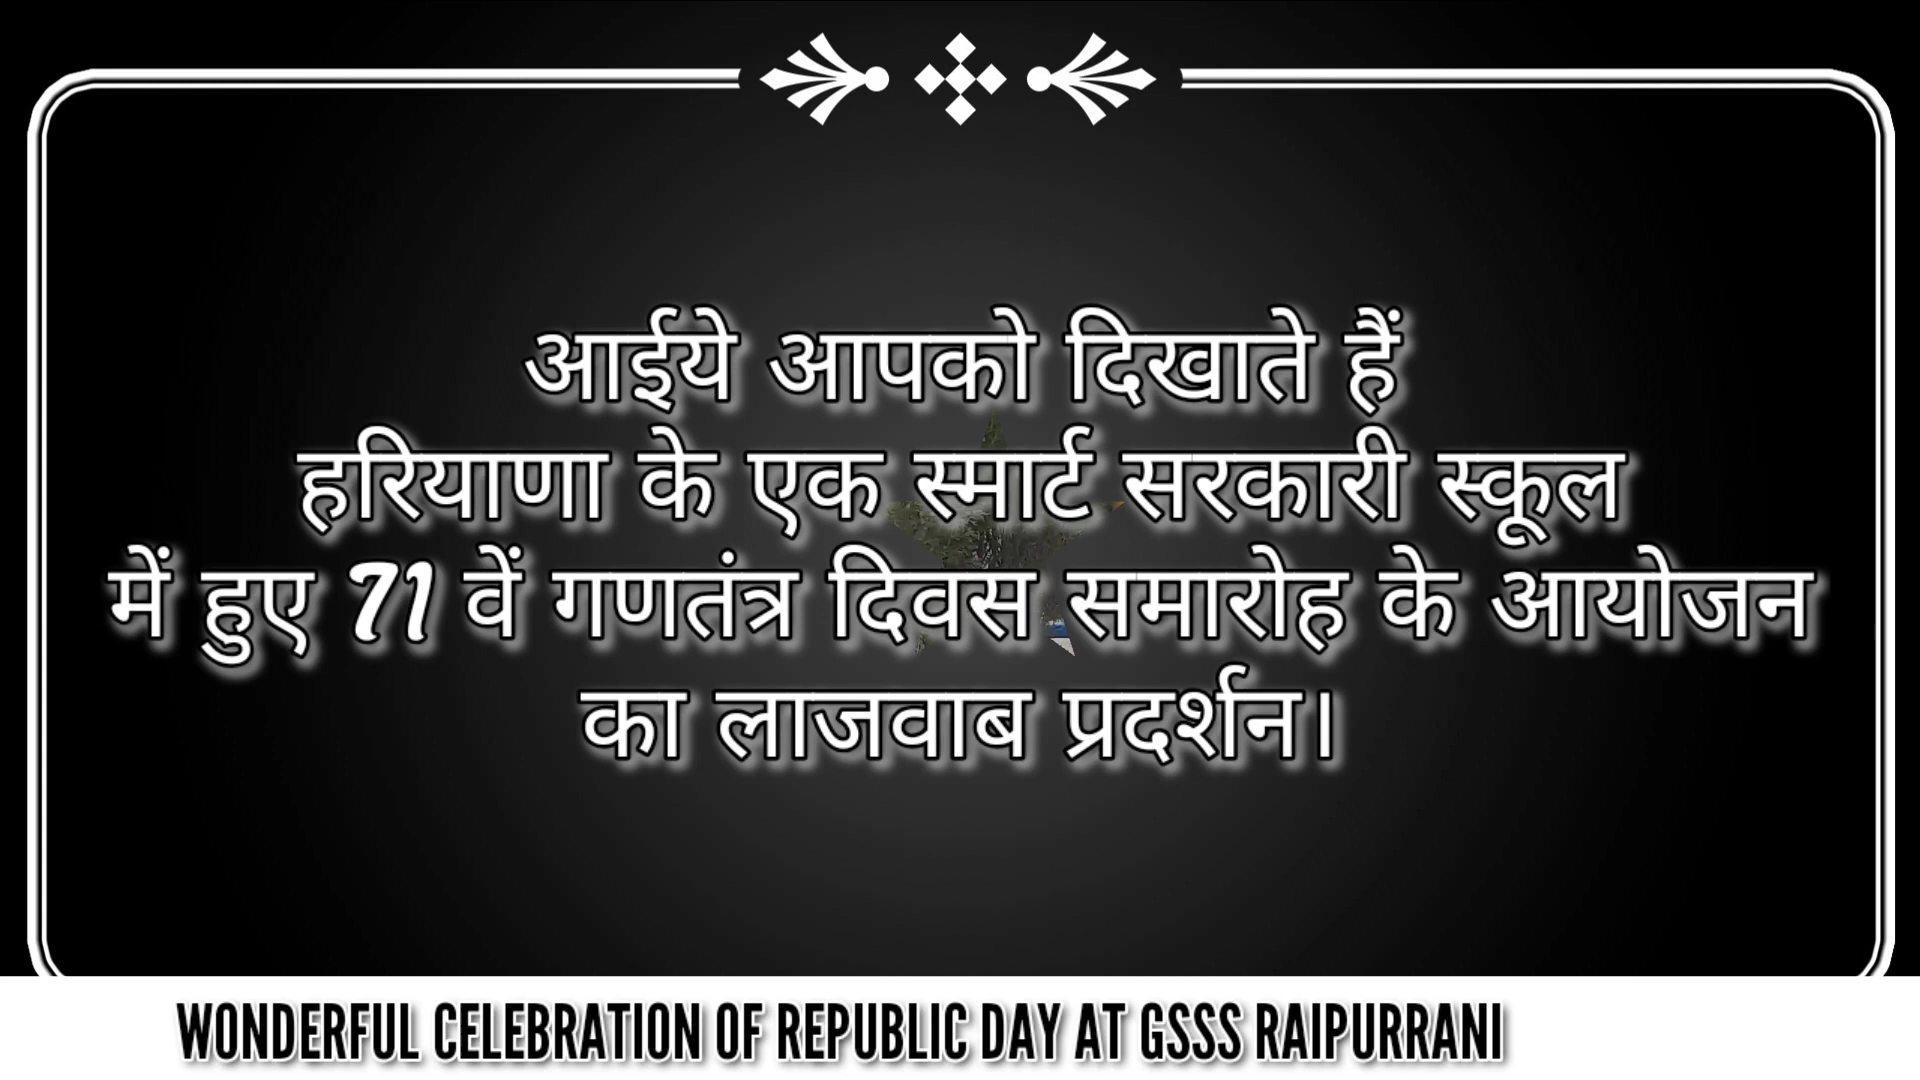 आईये आपको दिखाते हैं
हरियाणा के एक स्मार्ट सरकारी स्कूल
में हुए 71 वें गणतंत्र दिवस समारोह के आयोजन
का लाजवाब प्रदर्शन।
WONDERFUL CELEBRATION OF REPUBLIC DAY AT GSSS RAIPURRANI